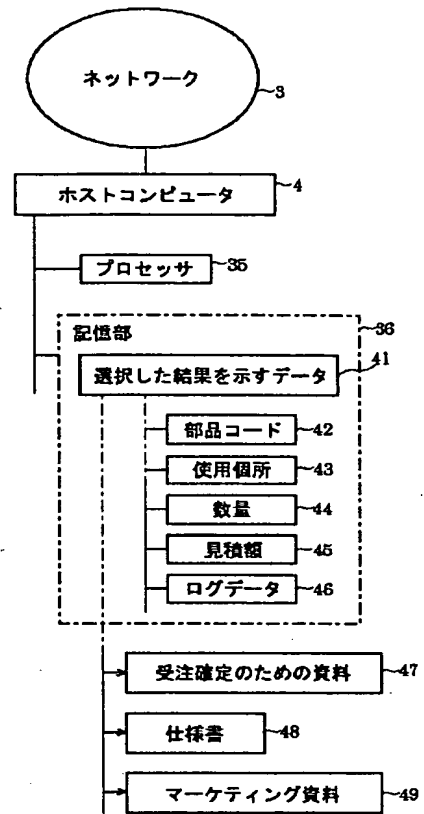 ネットワーク
3
ホストコンピュータ
4
プロセッサ
35
記憶部
36
選択した結果を示すデータ
41
部品コード
42
使用個所
43
数量
44
見積額
45
ログデータ
46
受注確定のための資料
47
仕様書
48
マーケティング資料
49